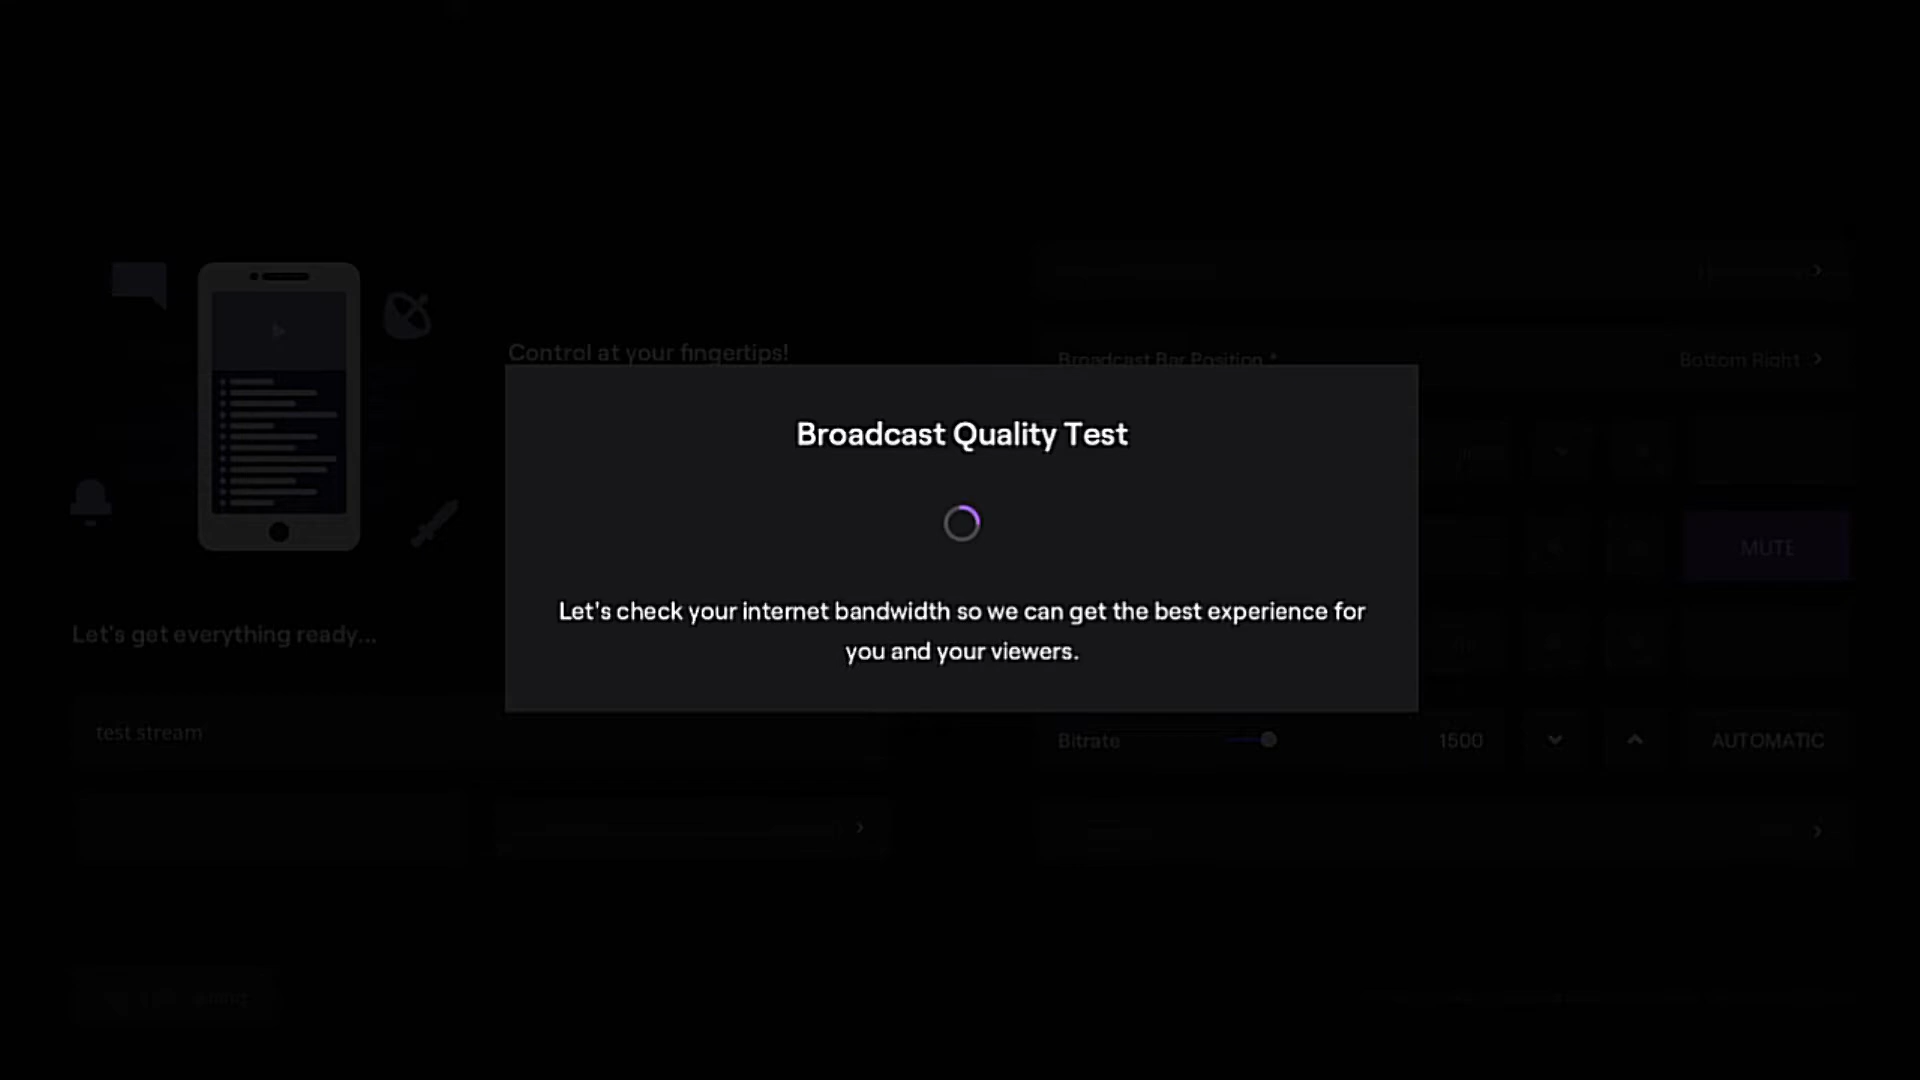 Control at your fingertips!
Broadcast Bar Position *
Bottom Right
Broadcast Quality Test
MUTE
Let's check your internet bandwidth so we can get the best experience for
you and your viewers.
Let's get everything ready...
test stream
Bitrate
1500
AUTOMATIC